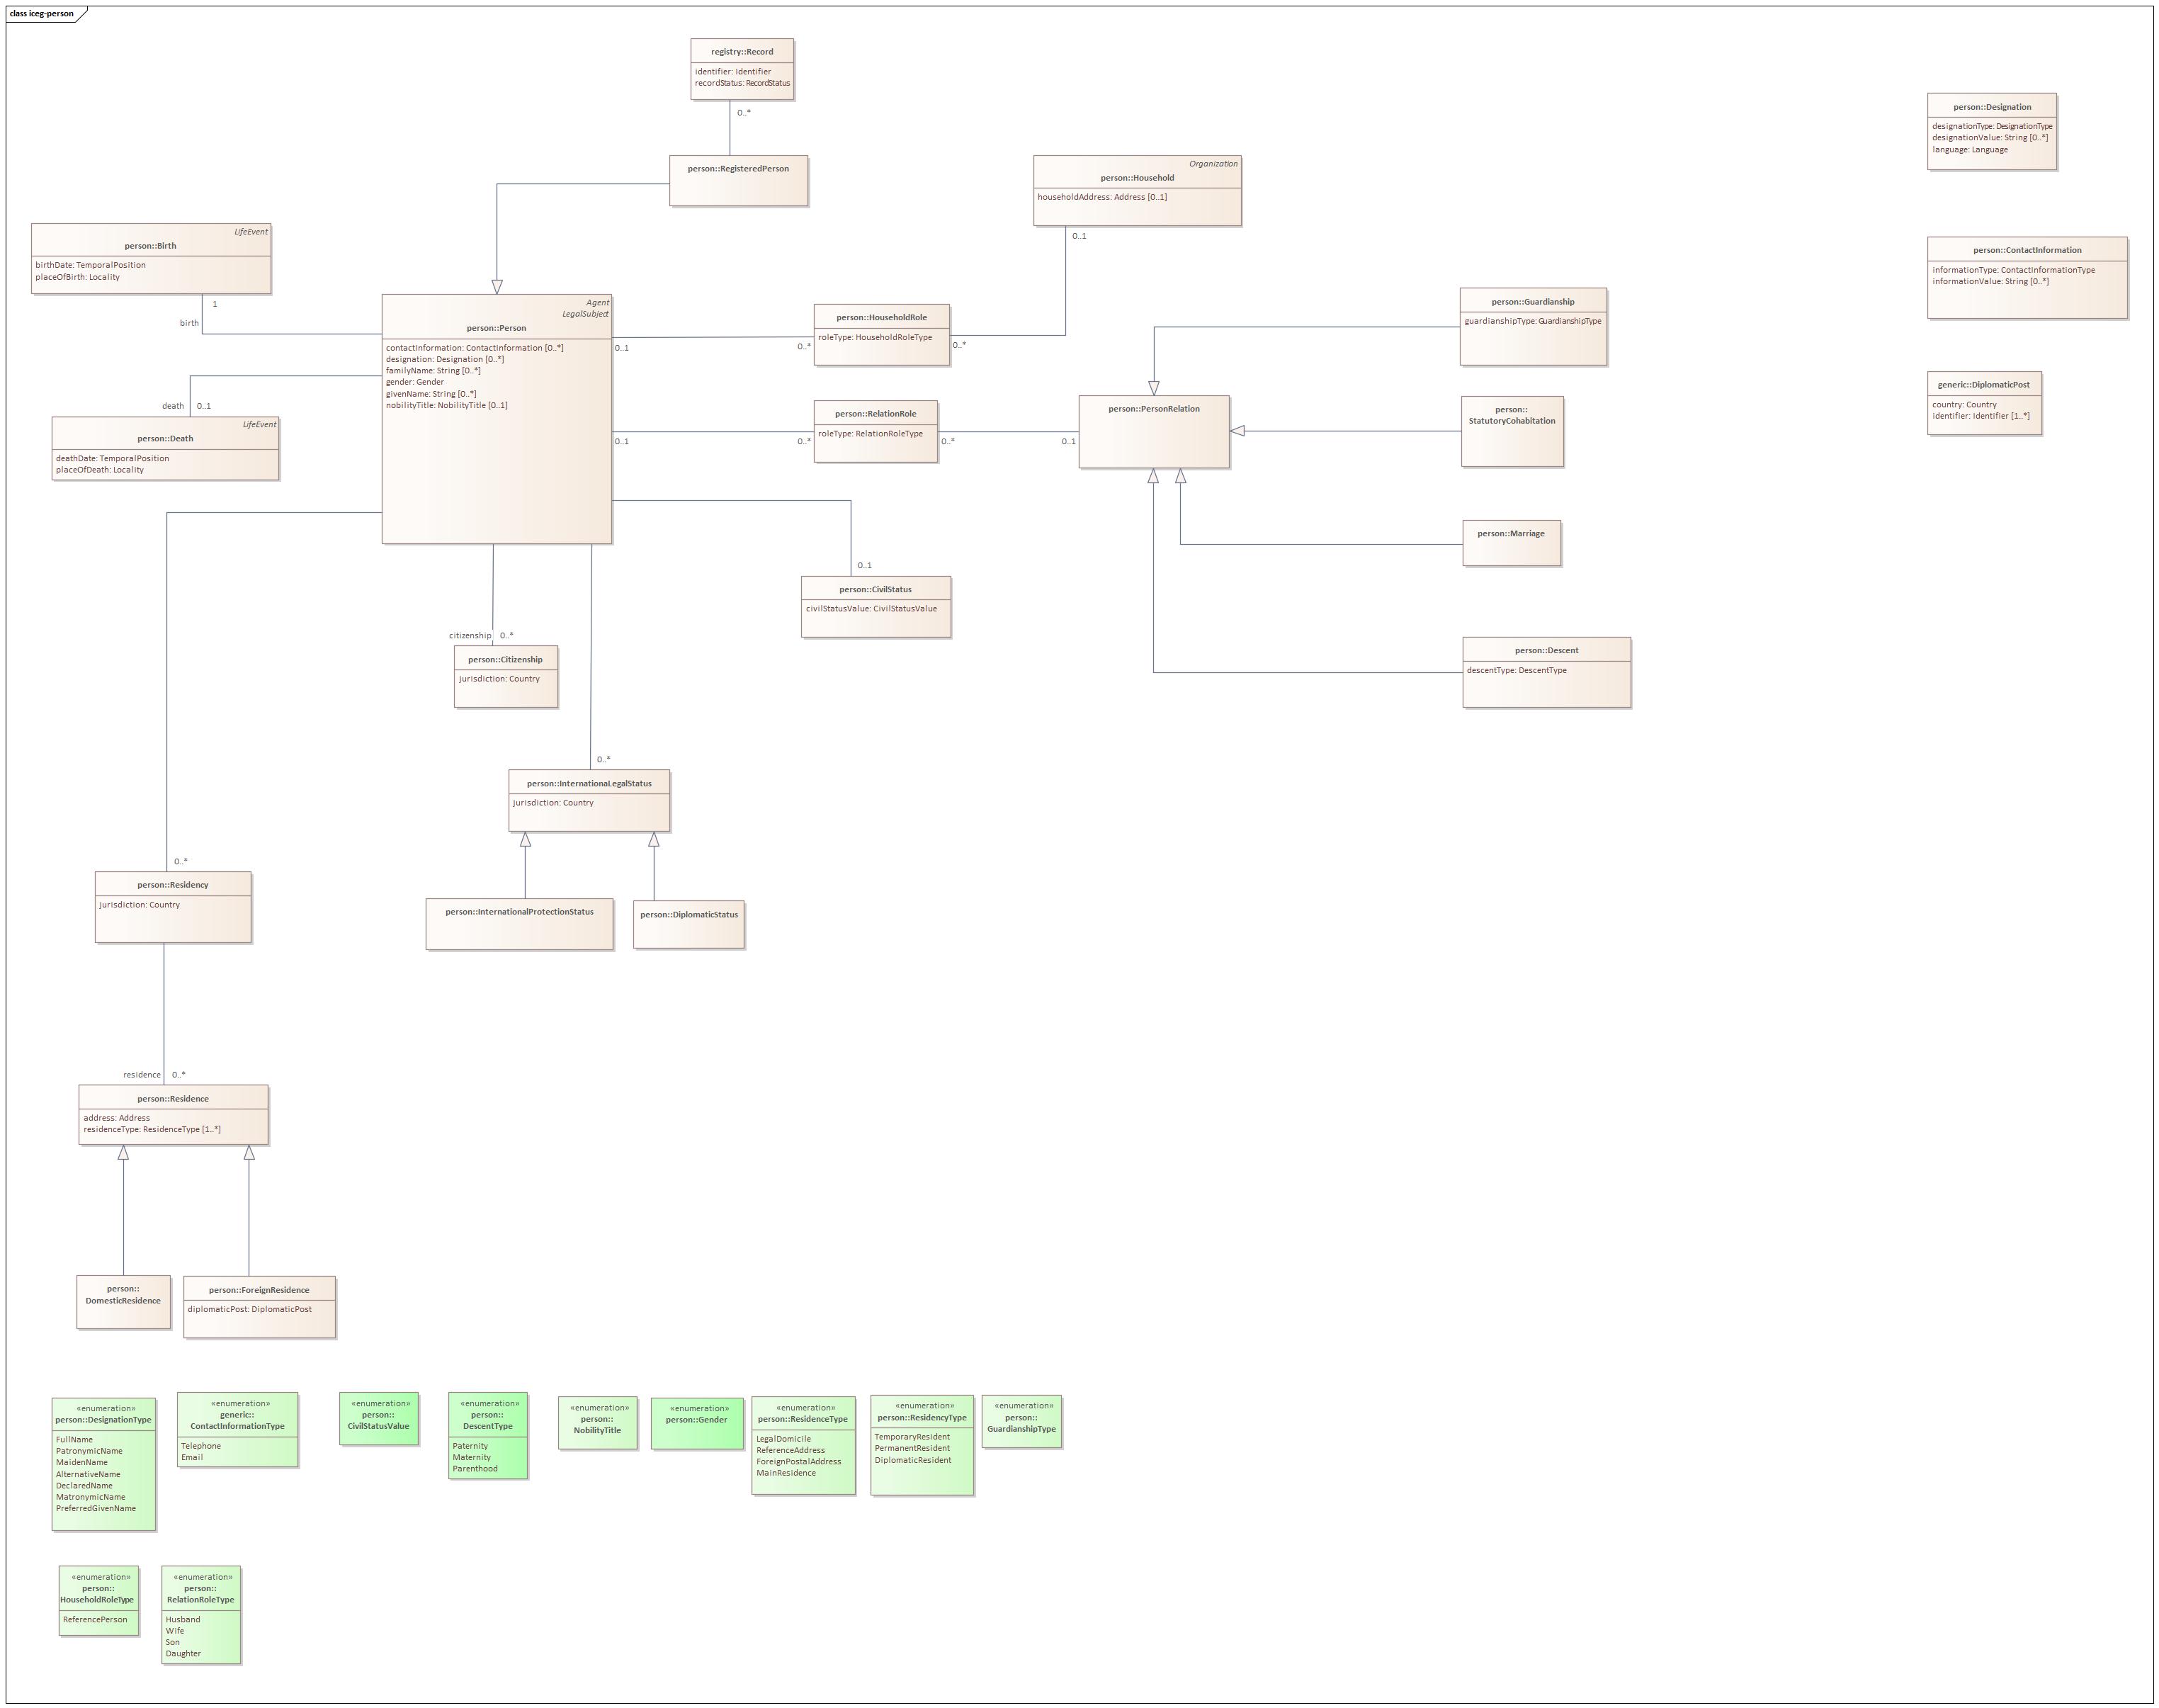 class iceg-person
registry::Record
identifier: Identifier
recordStatus: RecordStatus
0..*
person::RegisteredPerson
Organization
person::Household
householdAddress: Address [0..1]
0..1
person::Designation
designationType: DesignationType
designationValue: String [0..*]
language: Language
LifeEvent
person::Birth
birthDate: TemporalPosition
placeOfBirth: Locality
1
birth
person::ContactInformation
informationType: ContactInformationType
informationValue: String [0..*]
Agent
LegalSubject
person::Person
contactInformation: ContactInformation [0..*]
designation: Designation [0..*]
familyName: String [0..*]
gender: Gender
givenName: String [0..*]
nobilityTitle: NobilityTitle [0..1]
person::HouseholdRole
roleType: HouseholdRoleType
0..1
0..*
0..*
person::Guardianship
guardianshipType: GuardianshipType
generic::DiplomaticPost
country: Country
identifier: Identifier [1..*]
death
0..1
LifeEvent
person::Death
deathDate: TemporalPosition
placeOfDeath: Locality
person::RelationRole
roleType: RelationRoleType
0..1
0..*
0..*
0..1
person::PersonRelation
person::
StatutoryCohabitation
person::Marriage
0..1
person::CivilStatus
civilStatusValue: CivilStatusValue
citizenship
0..*
person::Citizenship
jurisdiction: Country
person::Descent
descentType: DescentType
0..*
person::InternationaLegalStatus
jurisdiction: Country
0..*
person::Residency
jurisdiction: Country
person::InternationalProtectionStatus
person::DiplomaticStatus
residence
0..*
person::Residence
address: Address
residenceType: ResidenceType [1..*]
person::
DomesticResidence
person::ForeignResidence
diplomaticPost: DiplomaticPost
«enumeration»
person::DesignationType
FullName
PatronymicName
MaidenName
AlternativeName
DeclaredName
MatronymicName
PreferredGivenName
«enumeration»
generic::
ContactInformationType
Telephone
Email
«enumeration»
person::
CivilStatusValue
«enumeration»
person::
DescentType
Paternity
Maternity
Parenthood
«enumeration»
person::
NobilityTitle
«enumeration»
person::Gender
«enumeration»
person::ResidenceType
LegalDomicile
ReferenceAddress
ForeignPostalAddress
MainResidence
«enumeration»
person::ResidencyType
TemporaryResident
PermanentResident
DiplomaticResident
«enumeration»
person::
GuardianshipType
«enumeration»
person::
HouseholdRoleType
ReferencePerson
«enumeration»
person::
RelationRoleType
Husband
Wife
Son
Daughter